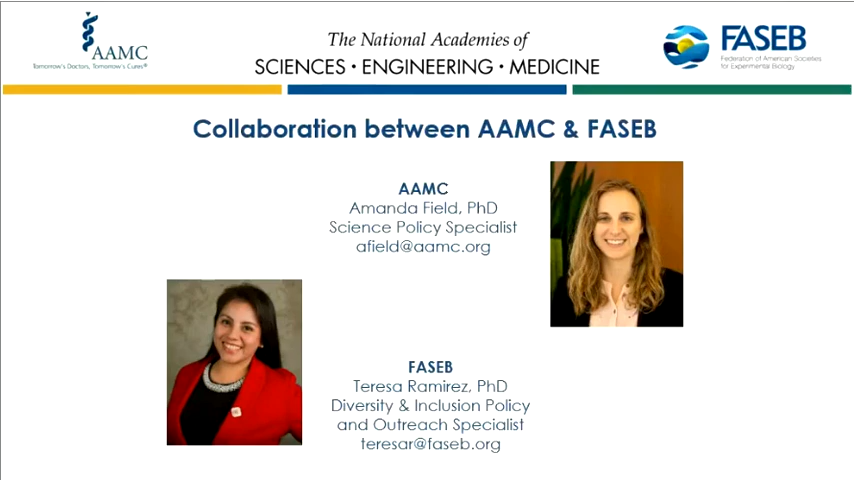 AAMC
Tomorrow's Doctors, Tomorrow's Cures®
The National Academies of
SCIENCES • ENGINEERING • MEDICINE
FASEB
Federation of American Societies
for Experimental Biology
Collaboration between AAMC & FASEB
AAMC
Amanda Field, PhD
Science Policy Specialist
afield@aamc.org
FASEB
Teresa Ramirez, PhD
Diversity & Inclusion Policy
and Outreach Specialist
teresar@faseb.org